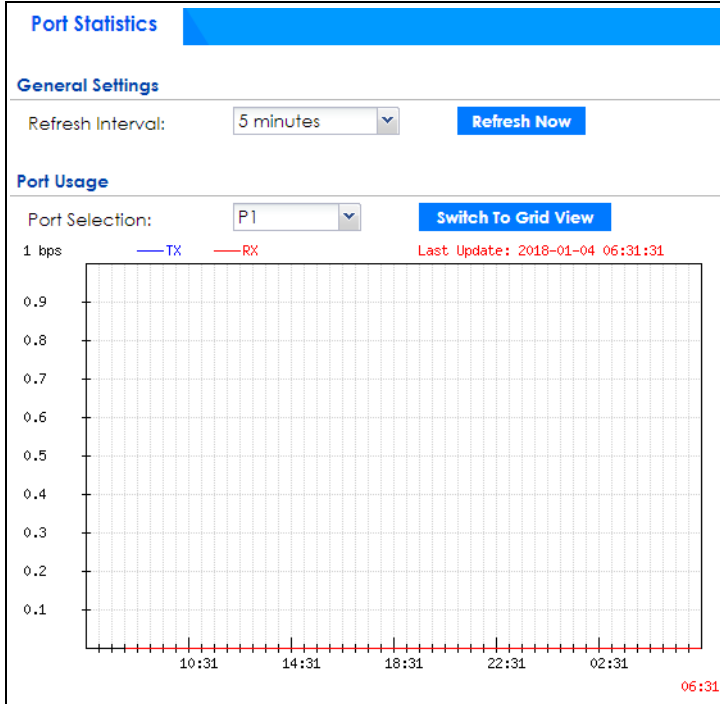 Port Statistics
General Settings
Refresh Interval: 5 minutes Refresh Now
Port Usage
Port Selection: P1 Switch To Grid View
1 bps TX RX Last Update: 2018-01-04 06:31:31
0.9
0.8
0.7
0.6
0.5
0.4
0.3
0.2
0.1
10:31 14:31 18:31 22:31 02:31
06:31